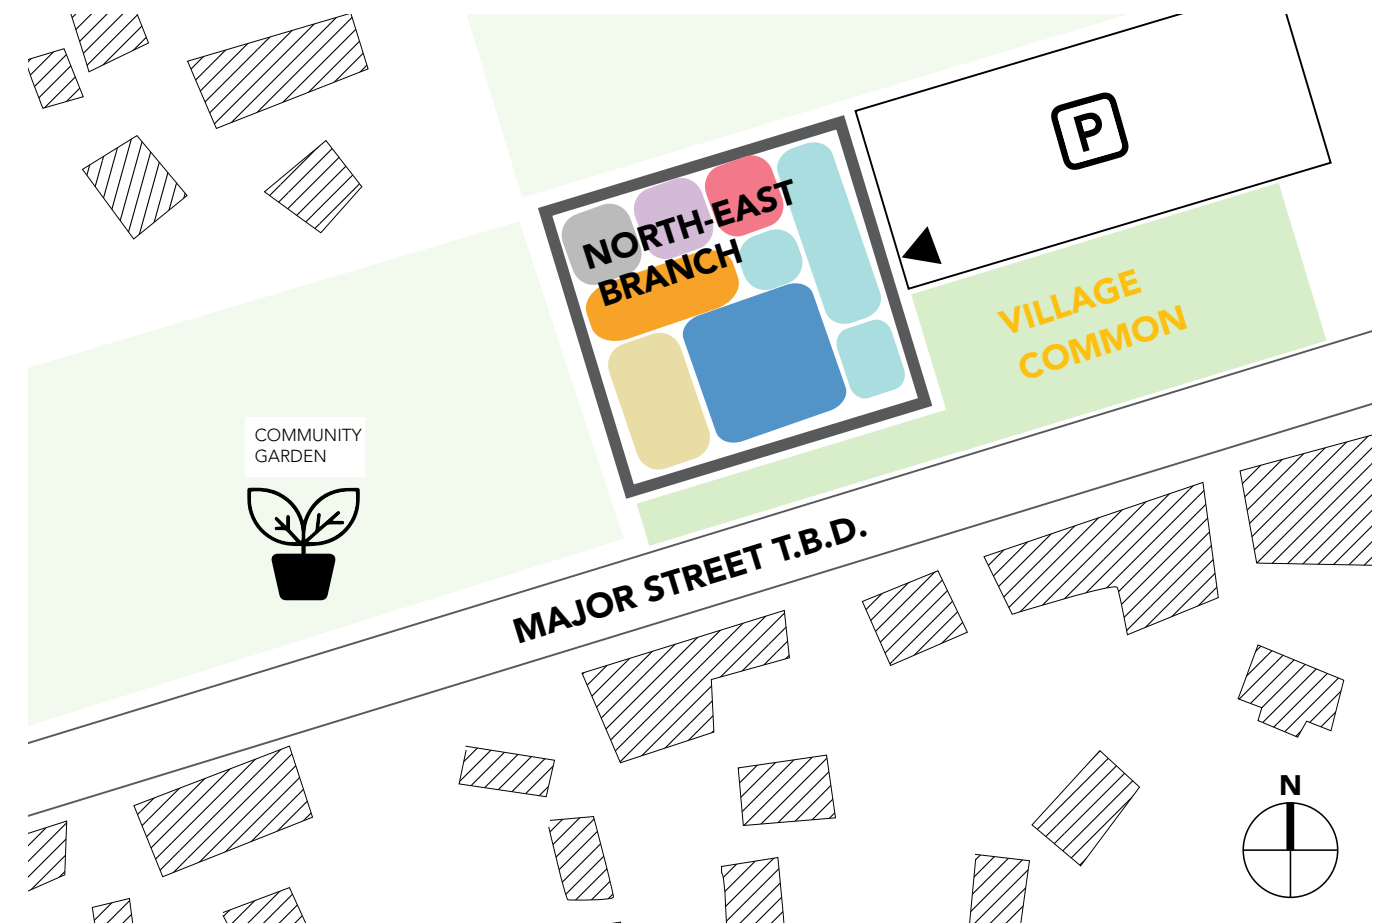 P
NORTH-EAST
BRANCH
VILLAGE
COMMON
COMMUNITY
GARDEN
MAJOR STREET T.B.D.
N